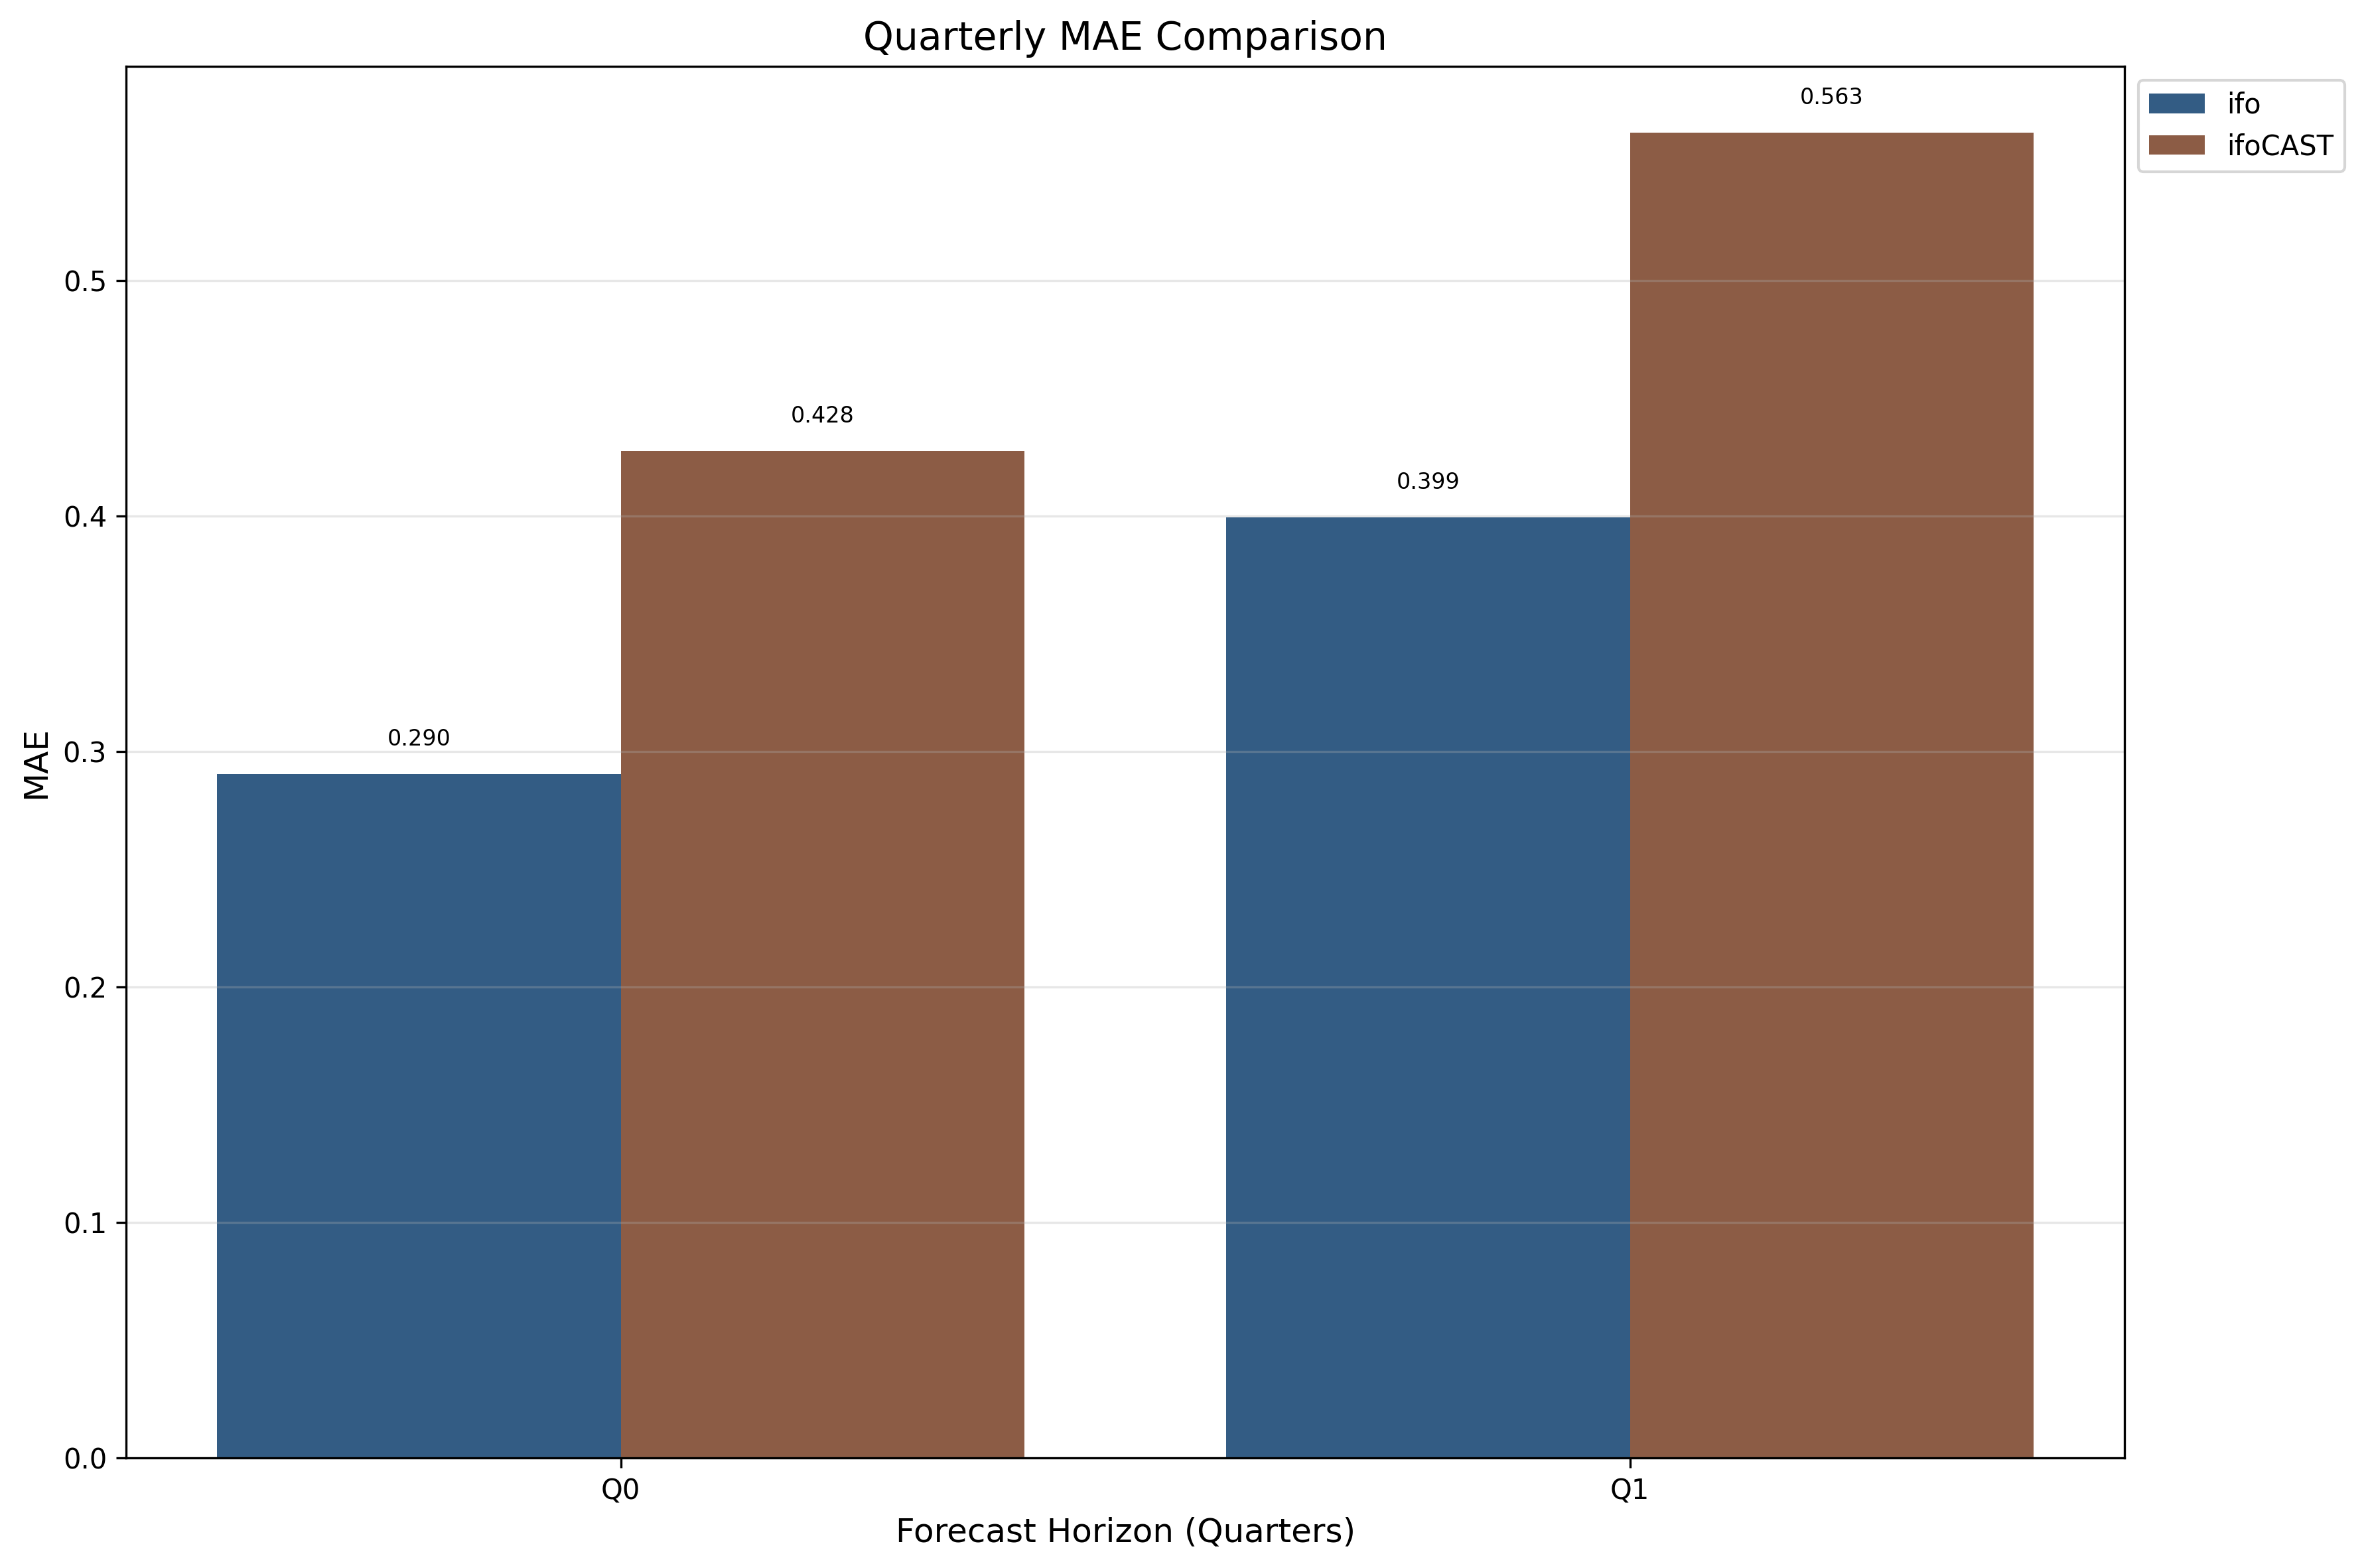 Quarterly MAE Comparison
ifo
ifoCAST
0.563
0.428
0.399
0.290
0.5
0.4
0.3
0.2
0.1
0.0
MAE
Q0
Q1
Forecast Horizon (Quarters)